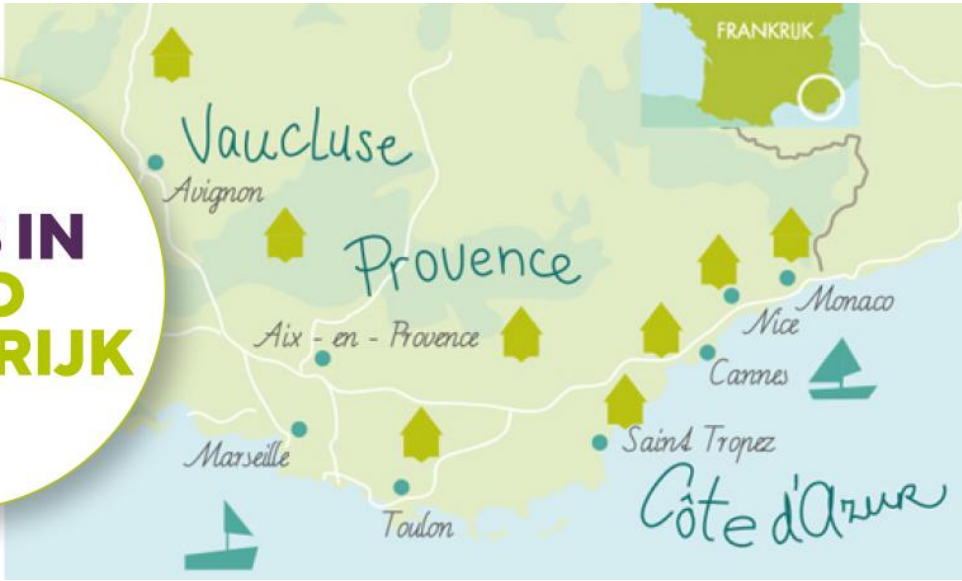 FRANKRIJK
Vaucluse
Avignon
IN
RIJK
Provence
Aix - en - Provence
Monaco
Nice
Cannes
Marseille
Saint Tropez
Toulon
Côte d'Azur